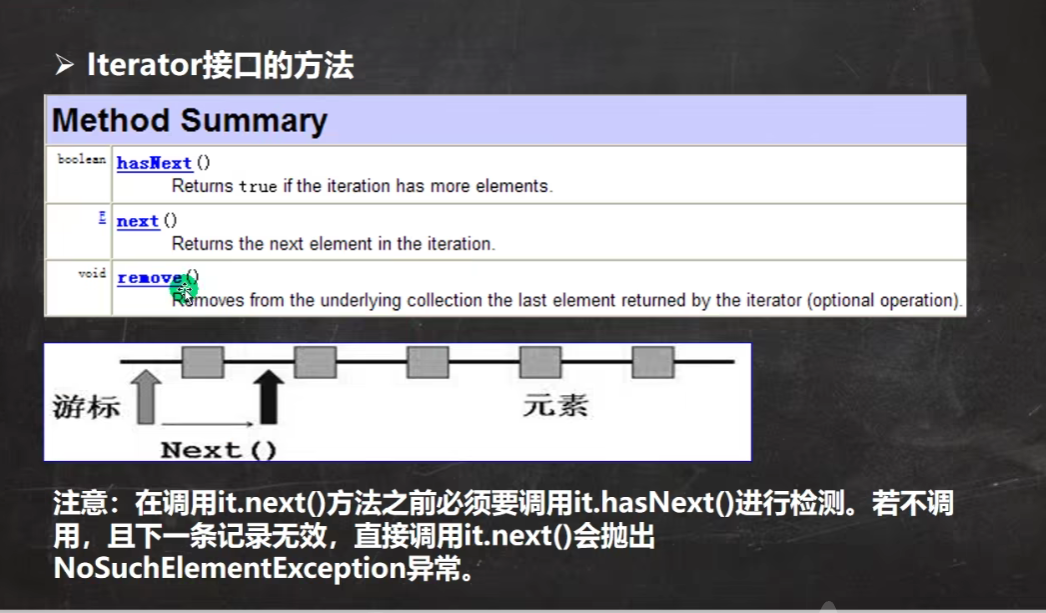 ➢ Iterator接口的方法
Method Summary
boolean hasNext()
Returns true if the iteration has more elements.
E next()
Returns the next element in the iteration.
void remove()
Removes from the underlying collection the last element returned by the iterator (optional operation).
游标 元素
Next()
注意：在调用it.next()方法之前必须要调用it.hasNext()进行检测。若不调
用，且下一条记录无效，直接调用it.next()会抛出
NoSuchElementException异常。